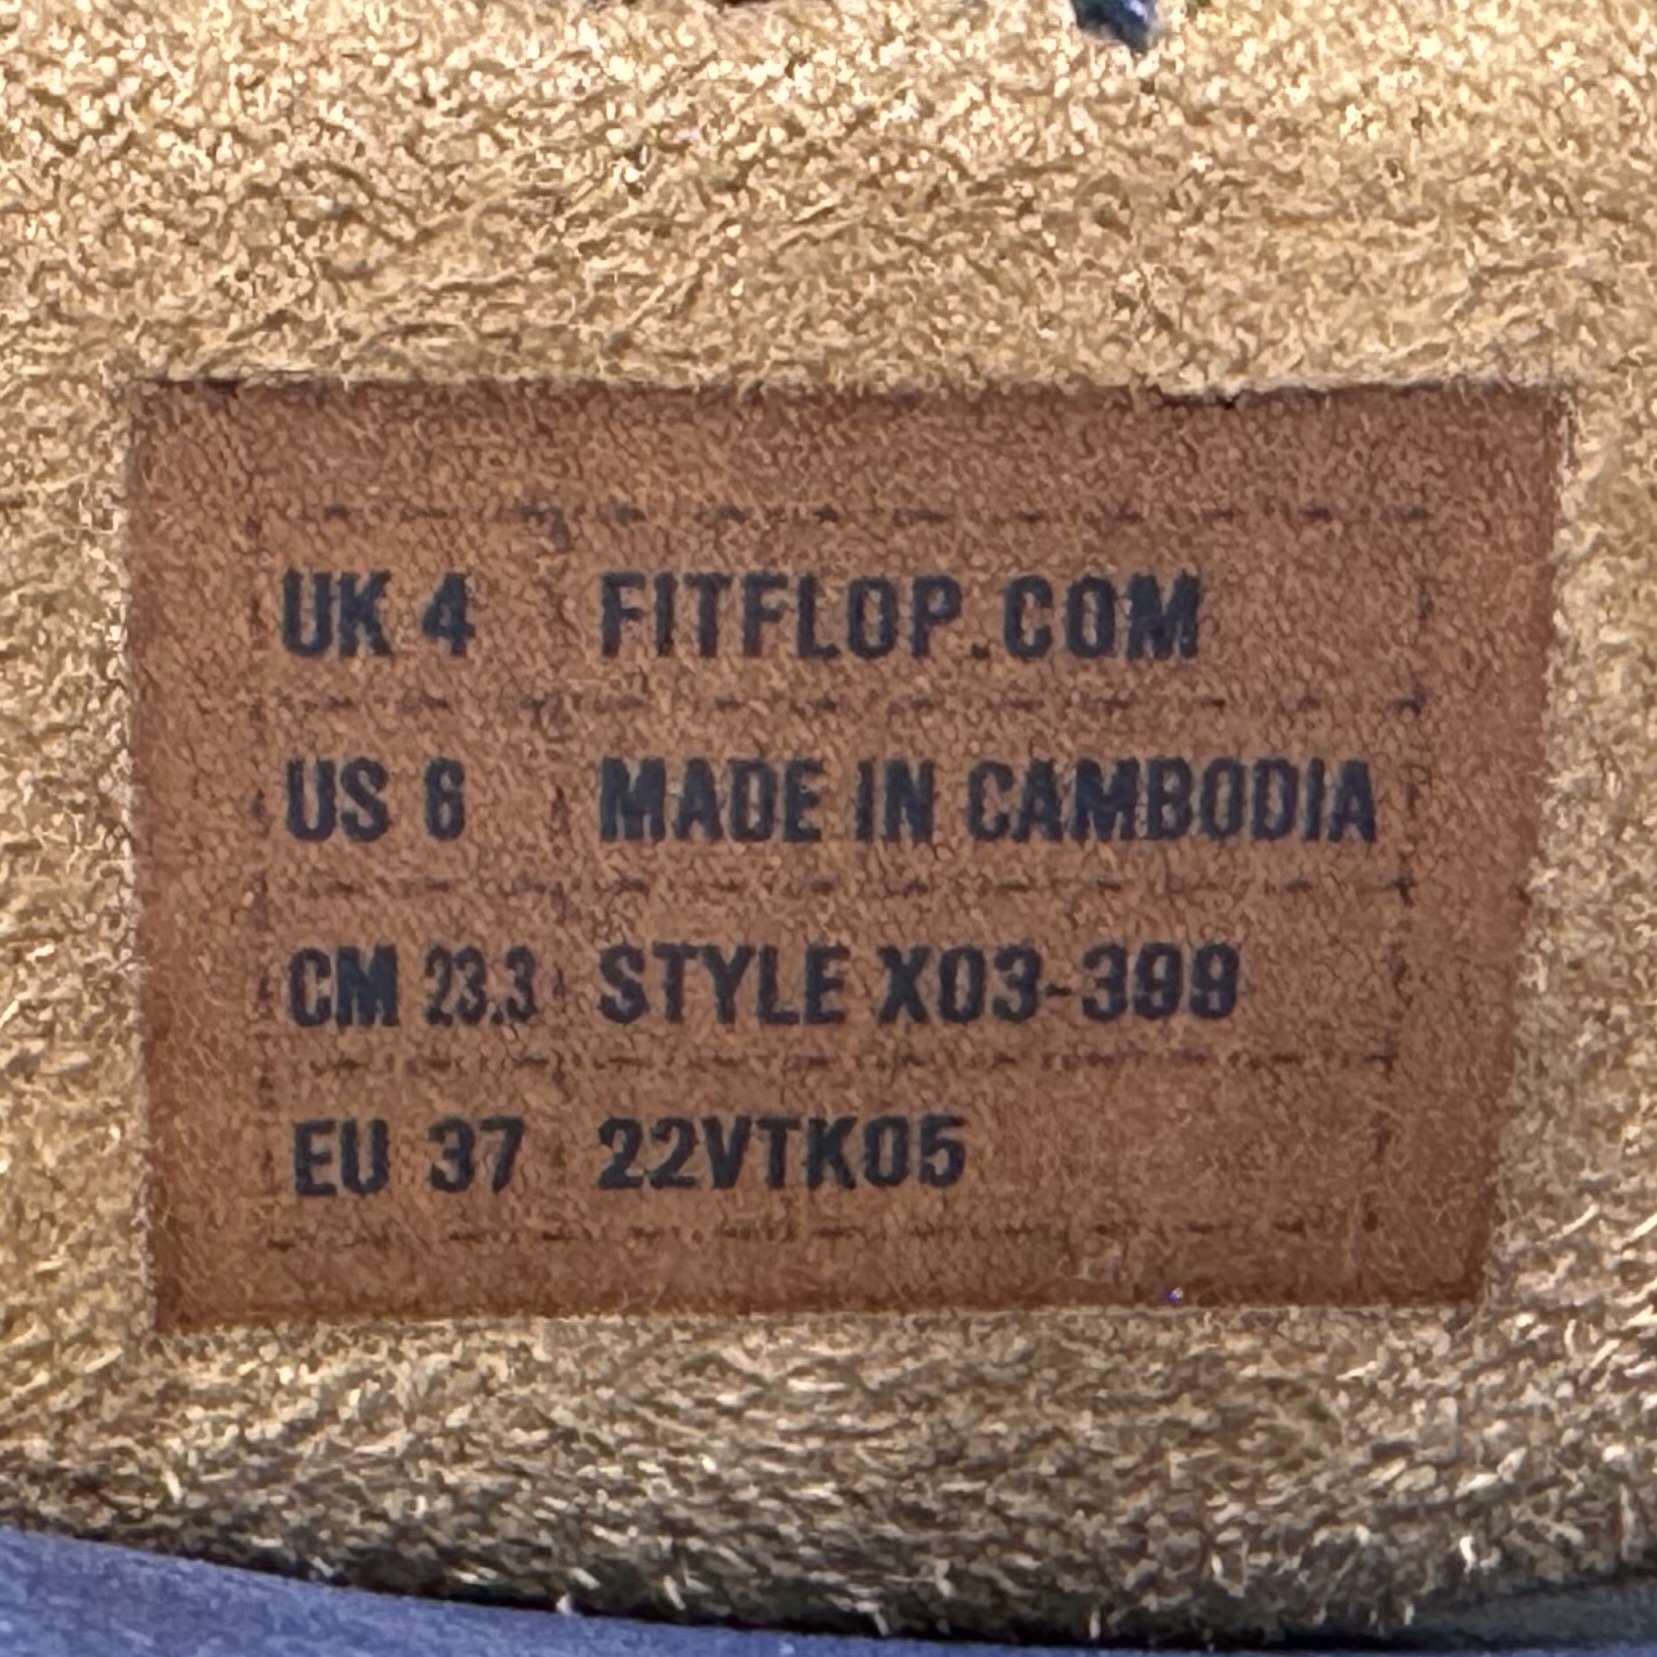 UK 4 FITFLOP.COM
US 6 MADE IN CAMBODIA
CM 23.3 STYLE X03-399
EU 37 22VTK05